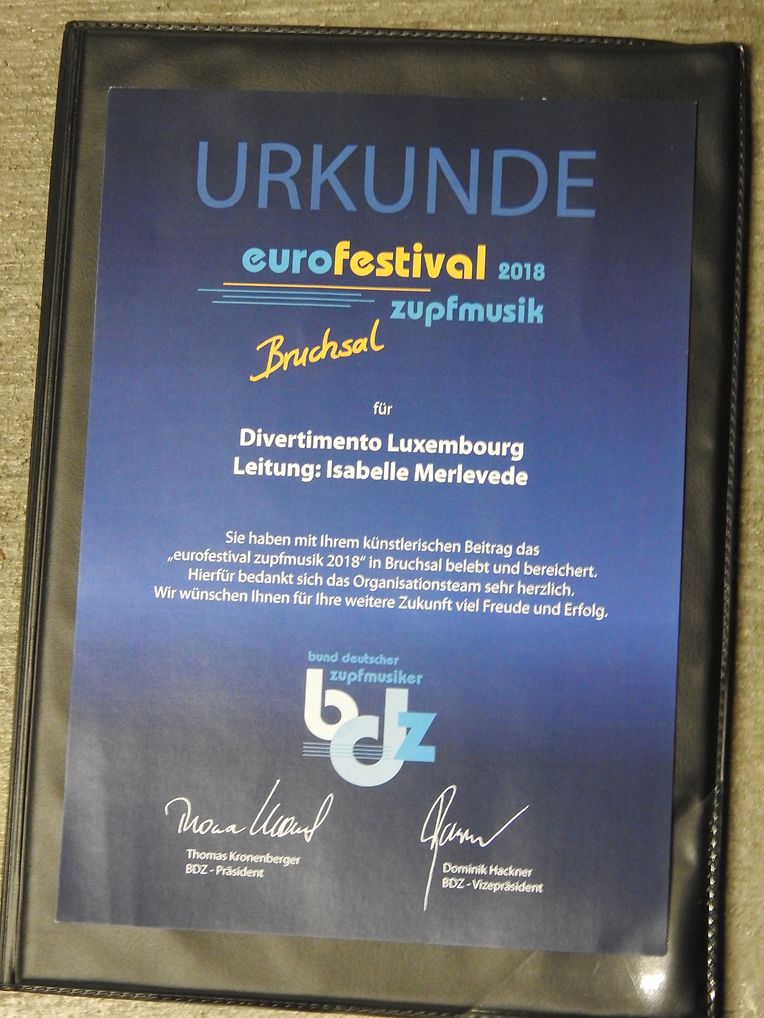 URKUNDE
eurofestival 2018
zupfmusik
Bruchsal
für
Divertimento Luxembourg
Leitung: Isabelle Merlevede
Sie haben mit Ihrem künstlerischen Beitrag das
„eurofestival zupfmusik 2018“ in Bruchsal belebt und bereichert.
Hierfür bedankt sich das Organisationsteam sehr herzlich.
Wir wünschen Ihnen für Ihre weitere Zukunft viel Freude und Erfolg.
bund deutscher
zupfmusiker
bdz
Thomas Kronenberger
BDZ - Präsident
Dominik Hackner
BDZ - Vizepräsident